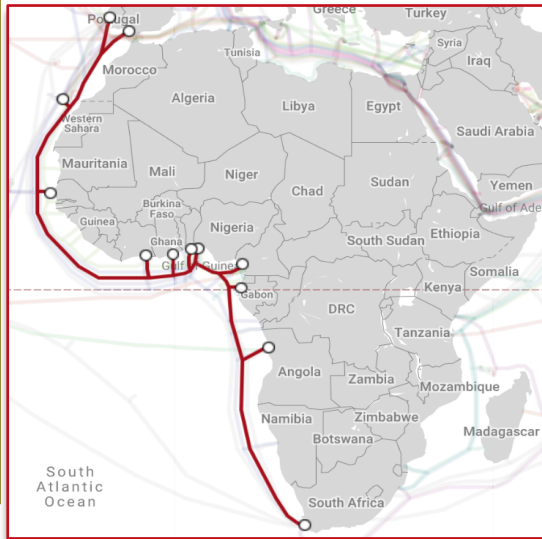 Greece
Turkey
Portugal
Syria
Tunisia
Iraq
Morocco
Algeria
Libya
Egypt
Western
Sahara
Saudi Arabia
Mauritania
Mali
Niger
Chad
Sudan
Yemen
Burkina
Faso
Gulf of Ade
Guinea
Nigeria
Ghana
South Sudan
Ethiopia
Gulf
Guine
Somalia
Kenya
Gabon
DRC
Tanzania
Angola
Zambia
Mozambique
Zimbabwe
Namibia
Botswana
Madagascar
South
Atlantic
Ocean
South Africa